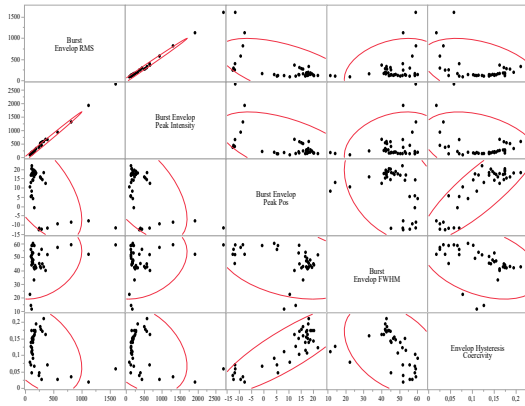 1500
1000
500
0
Burst
Envelop RMS
2500
2000
1500
1000
500
0
Burst Envelop
Peak Intensity
20
15
10
5
0
-5
-10
-15
Burst Envelop
Peak Pos
60
50
40
30
20
10
Burst
Envelop FWHM
0,2
0,15
0,1
0,05
0
Envelop Hysteresis
Coercivity
0 500 1000 1500
0 500 1000 1500 2000 2500
-15 -10 -5 0 5 10 15 20
10 20 30 40 50 60
0 0,05 0,1 0,15 0,2